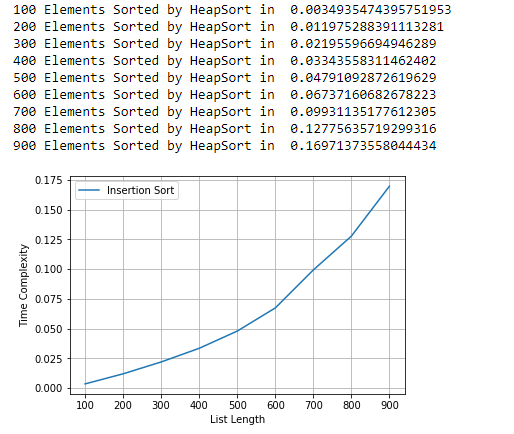 100 Elements Sorted by HeapSort in  0.0034935474395751953
200 Elements Sorted by HeapSort in  0.011975288391113281
300 Elements Sorted by HeapSort in  0.02195596694946289
400 Elements Sorted by HeapSort in  0.03343558311462402
500 Elements Sorted by HeapSort in  0.04791092872619629
600 Elements Sorted by HeapSort in  0.06737160682678223
700 Elements Sorted by HeapSort in  0.09931135177612305
800 Elements Sorted by HeapSort in  0.12775635719299316
900 Elements Sorted by HeapSort in  0.16971373558044434
Insertion Sort
Time Complexity
0.175
0.150
0.125
0.100
0.075
0.050
0.025
0.000
100 200 300 400 500 600 700 800 900
List Length